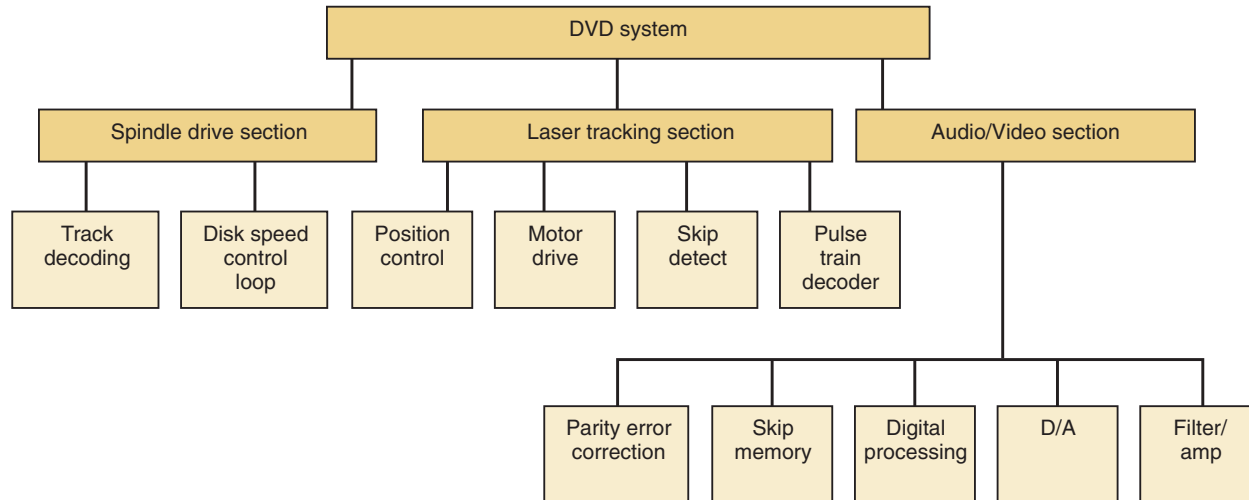 DVD system
Spindle drive section
Laser tracking section
Audio/Video section
Track
decoding
Disk speed
control
loop
Position
control
Motor
drive
Skip
detect
Pulse
train
decoder
Parity error
correction
Skip
memory
Digital
processing
D/A
Filter/
amp